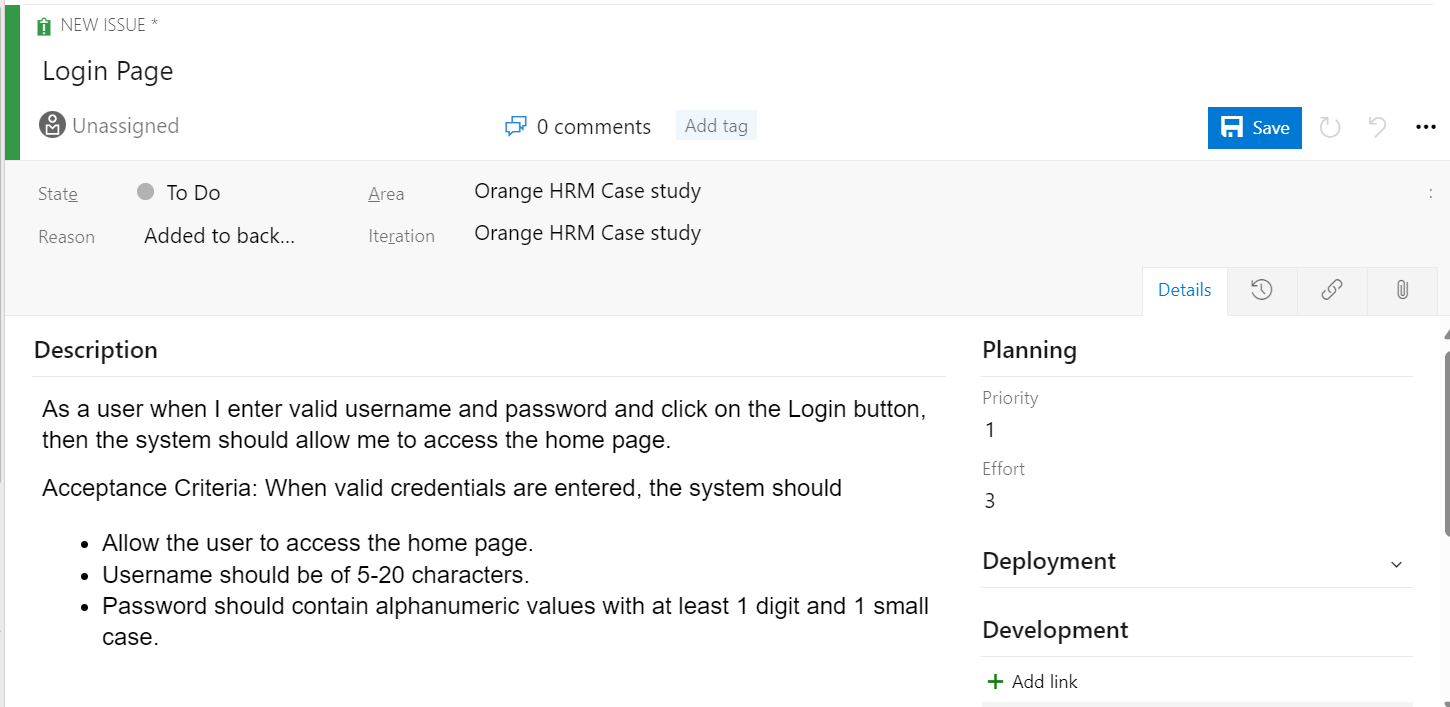 NEW ISSUE *
Login Page
Unassigned
0 comments
Add tag
Save
State
To Do
Area
Orange HRM Case study
Reason
Added to back...
Iteration
Orange HRM Case study
Details
Description
As a user when I enter valid username and password and click on the Login button,
then the system should allow me to access the home page.
Acceptance Criteria: When valid credentials are entered, the system should
• Allow the user to access the home page.
• Username should be of 5-20 characters.
• Password should contain alphanumeric values with at least 1 digit and 1 small
case.
Planning
Priority
1
Effort
3
Deployment
Development
+ Add link